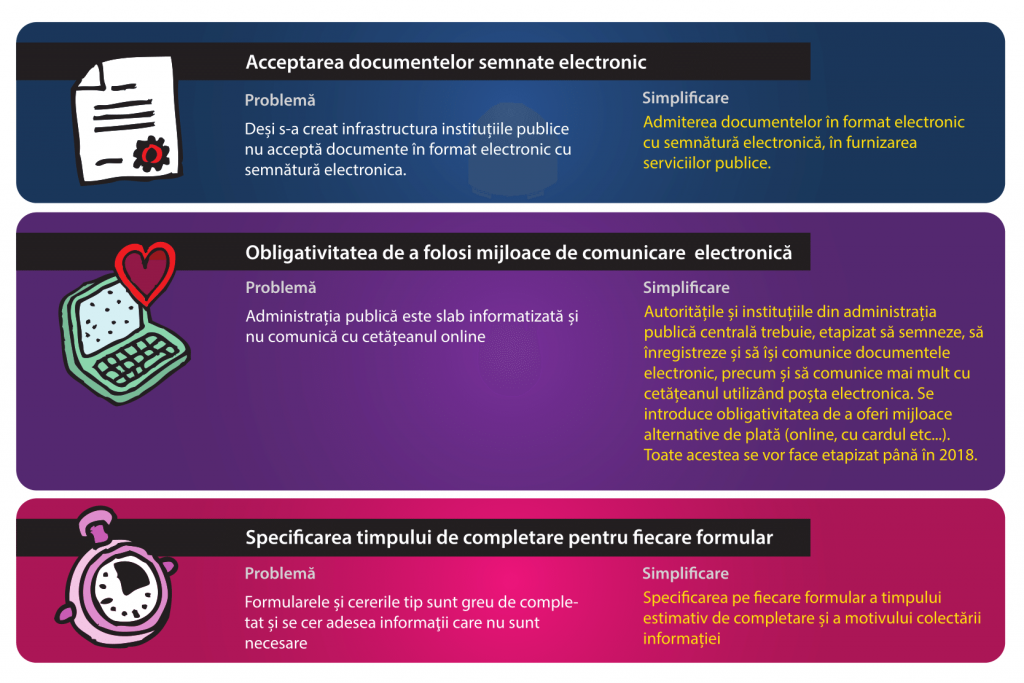 Acceptarea documentelor semnate electronic
Problemă
Deși s-a creat infrastructura instituțiile publice
nu acceptă documente în format electronic cu
semnătură electronica.
Simplificare
Admiterea documentelor în format electronic
cu semnătură electronică, în furnizarea
serviciilor publice.
Obligativitatea de a folosi mijloace de comunicare electronică
Problemă
Administrația publică este slab informatizată și
nu comunică cu cetățeanul online
Simplificare
Autoritățile și instituțiile din administrația
publică centrală trebuie, etapizat să semneze, să
înregistreze și să își comunice documentele
electronic, precum și să comunice mai mult cu
cetățeanul utilizând poșta electronica. Se
introduce obligativitatea de a oferi mijloace
alternative de plată (online, cu cardul etc...).
Toate acestea se vor face etapizat până în 2018.
Specificarea timpului de completare pentru fiecare formular
Problemă
Formularele și cererile tip sunt greu de comple-
tat și se cer adesea informații care nu sunt
necesare
Simplificare
Specificarea pe fiecare formular a timpului
estimativ de completare și a motivului colectării
informației